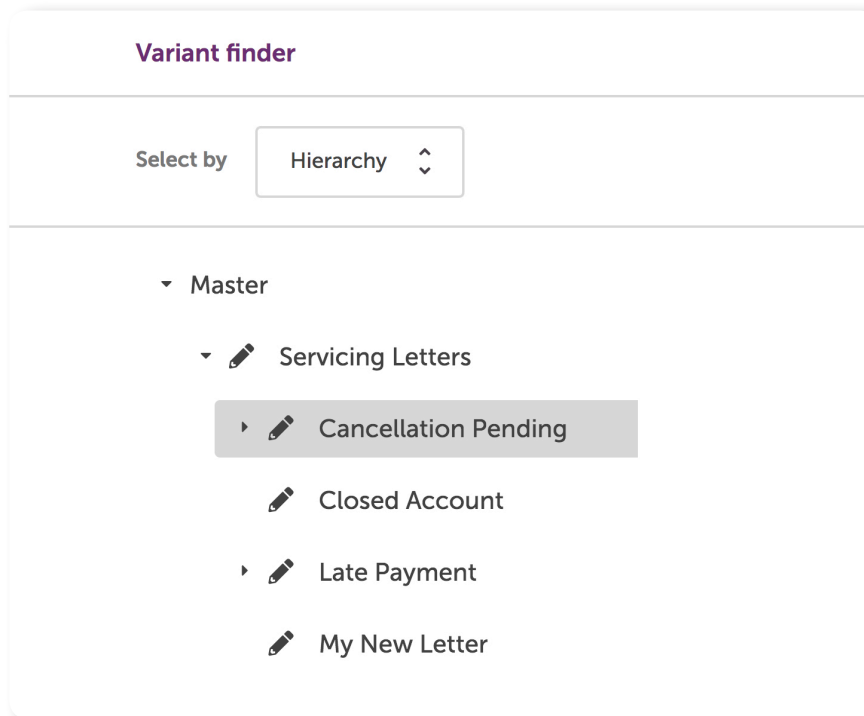 Variant finder
Select by Hierarchy
Master
Servicing Letters
Cancellation Pending
Closed Account
Late Payment
My New Letter